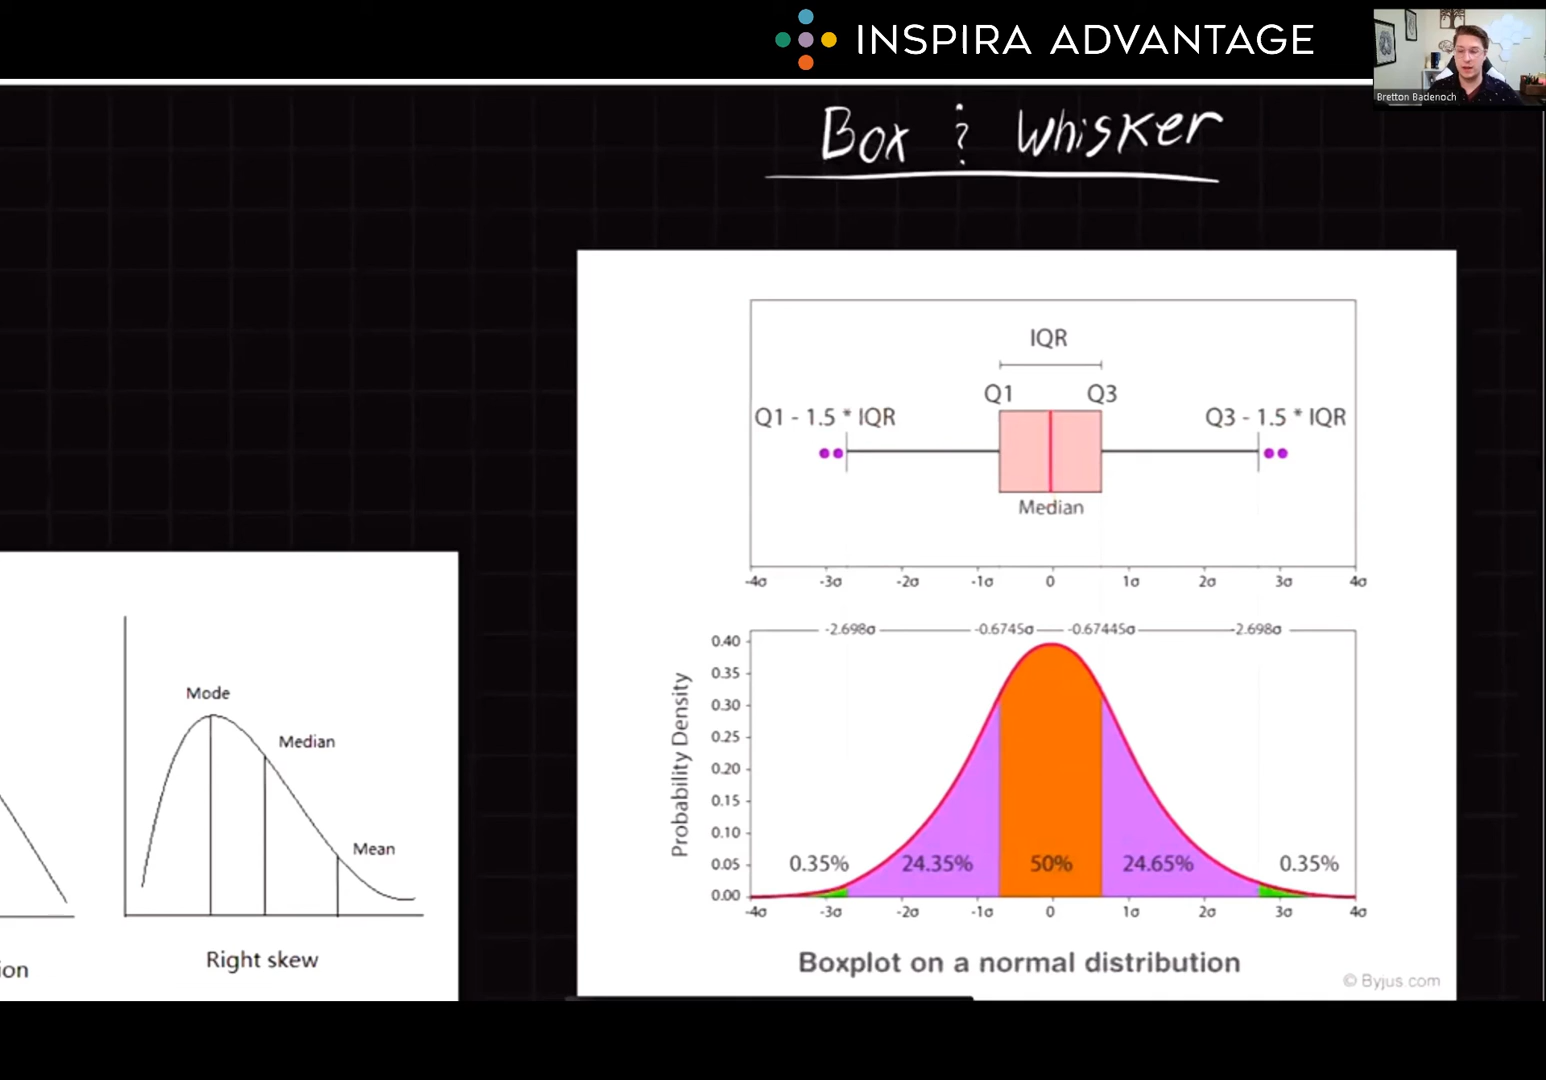 INSPIRA ADVANTAGE
Bretton Badenoch
Box & Whisker
IQR
Q1 Q3
Q1 - 1.5 * IQR Q3 - 1.5 * IQR
Median
-4σ -3σ -2σ -1σ 0 1σ 2σ 3σ 4σ
-2.698σ -0.6745σ -0.67445σ -2.698σ
Probability Density
0.40
0.35
0.30
0.25
0.20
0.15
0.10
0.05
0.00
0.35% 24.35% 50% 24.65% 0.35%
-4σ -3σ -2σ -1σ 0 1σ 2σ 3σ 4σ
Boxplot on a normal distribution
© Byjus.com
Mode
Median
Mean
ion
Right skew